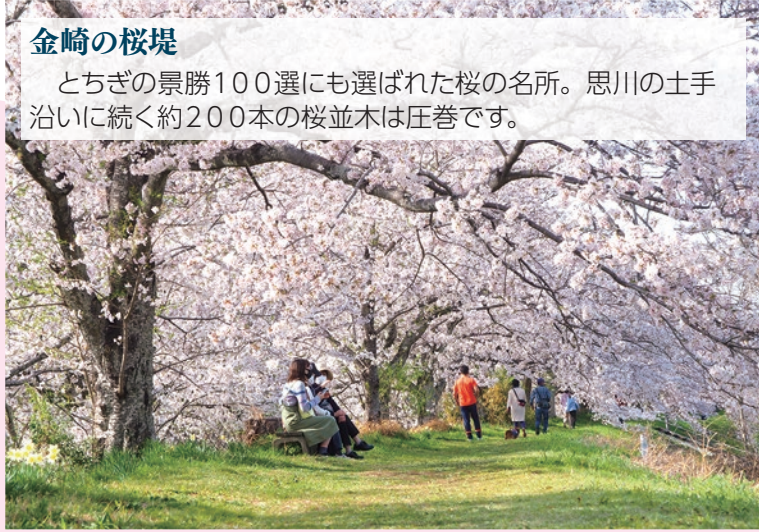 金崎の桜堤
　とちぎの景勝１００選にも選ばれた桜の名所。思川の土手
沿いに続く約２００本の桜並木は圧巻です。